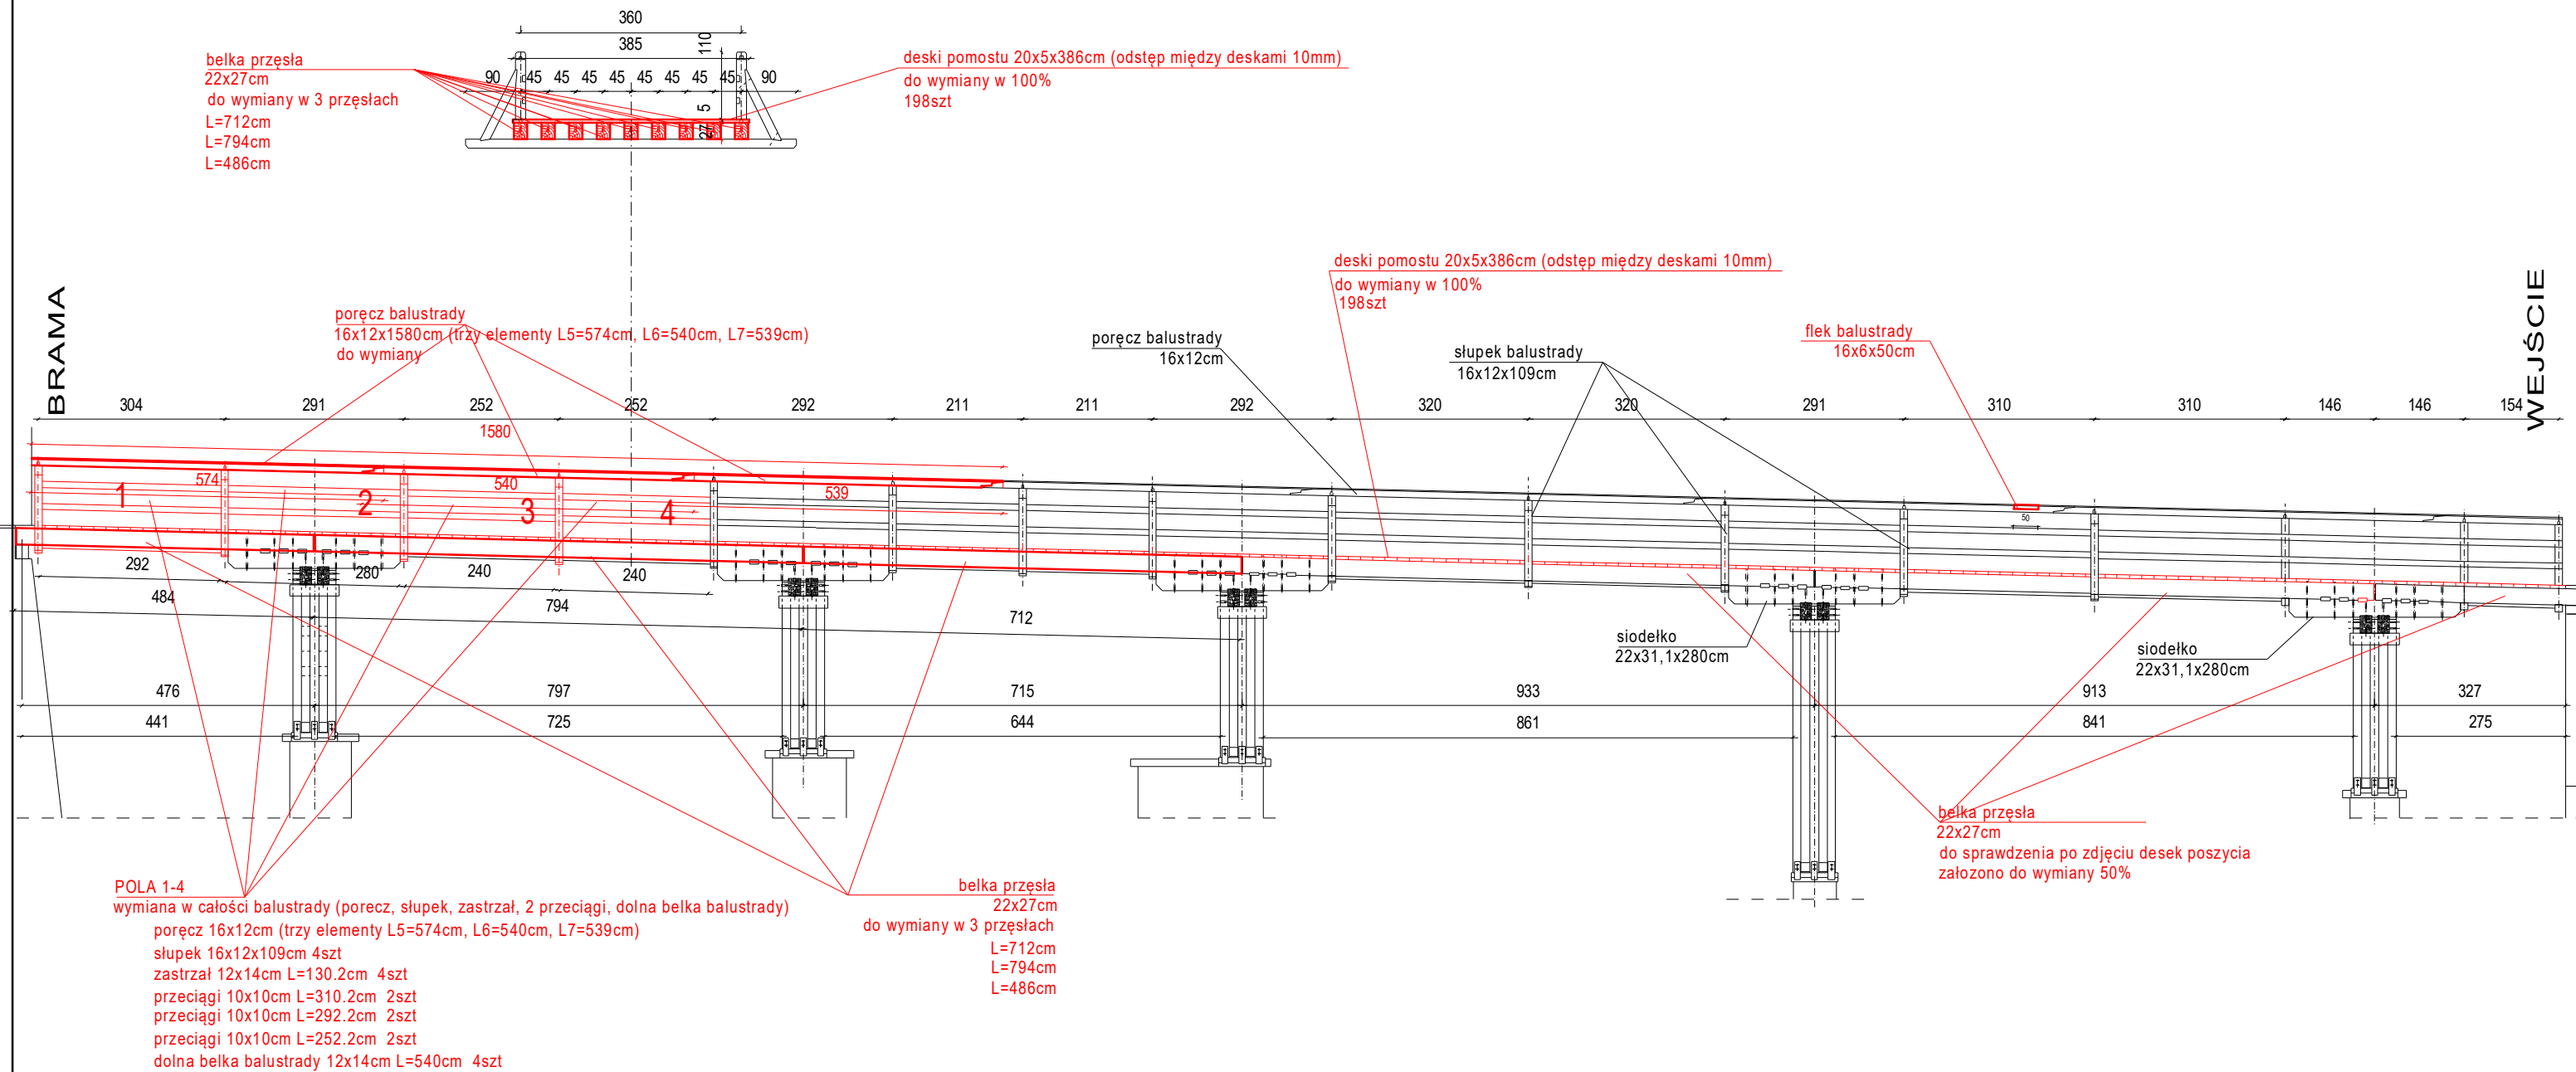 360
385
110
90 45 45 45 45 45 45 45 45 90
5
27
belka przęsła
22x27cm
do wymiany w 3 przęsłach
L=712cm
L=794cm
L=486cm
deski pomostu 20x5x386cm (odstęp między deskami 10mm)
do wymiany w 100%
198szt
BRAMA
WEJŚCIE
poręcz balustrady
16x12x1580cm (trzy elementy L5=574cm, L6=540cm, L7=539cm)
do wymiany
deski pomostu 20x5x386cm (odstęp między deskami 10mm)
do wymiany w 100%
198szt
poręcz balustrady
16x12cm
słupek balustrady
16x12x109cm
flek balustrady
16x6x50cm
304 291 252 252 292 211 211 292 320 320 291 310 310 146 146 154
1580
574 540 539
1 2 3 4
50
292 280 240 240
484 794 712
siodełko
22x31,1x280cm
siodełko
22x31,1x280cm
476 797 715 933 913 327
441 725 644 861 841 275
belka przęsła
22x27cm
do sprawdzenia po zdjęciu desek poszycia
załozono do wymiany 50%
POLA 1-4
wymiana w całości balustrady (porecz, słupek, zastrzał, 2 przeciągi, dolna belka balustrady)
poręcz 16x12cm (trzy elementy L5=574cm, L6=540cm, L7=539cm)
słupek 16x12x109cm 4szt
zastrzał 12x14cm L=130.2cm 4szt
przeciągi 10x10cm L=310.2cm 2szt
przeciągi 10x10cm L=292.2cm 2szt
przeciągi 10x10cm L=252.2cm 2szt
dolna belka balustrady 12x14cm L=540cm 4szt
belka przęsła
22x27cm
do wymiany w 3 przęsłach
L=712cm
L=794cm
L=486cm